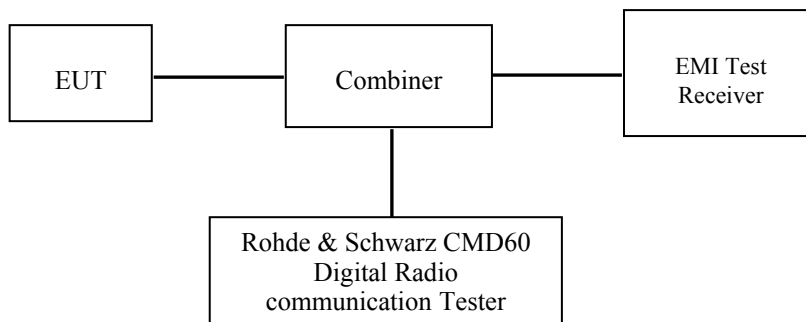 EUT
Combiner
EMI Test
Receiver
Rohde & Schwarz CMD60
Digital Radio
communication Tester